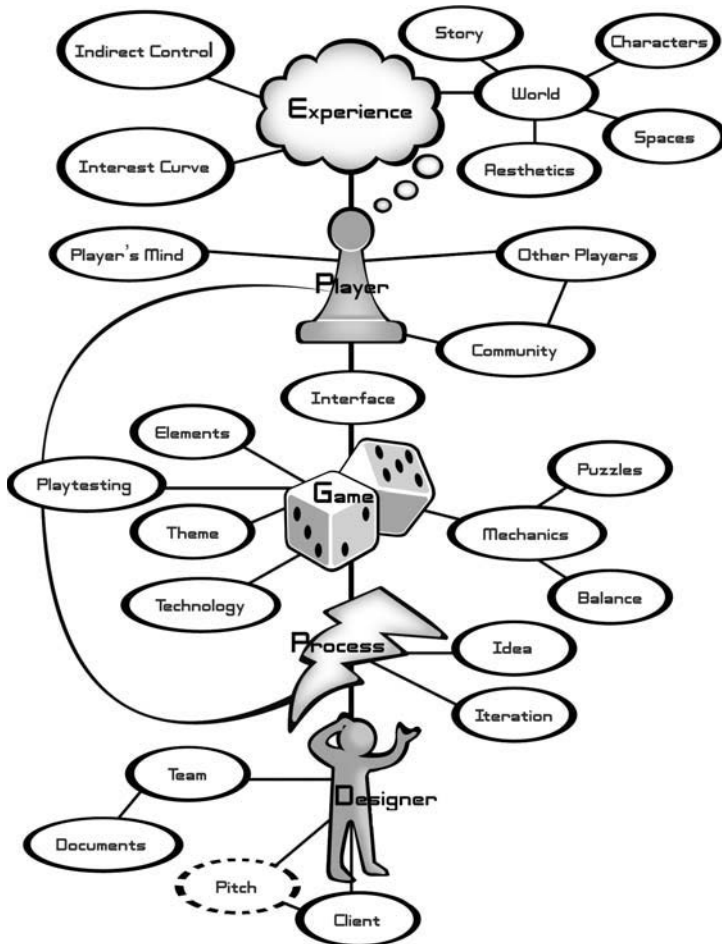 Story
Characters
Indirect Control
World
Experience
Spaces
Interest Curve
Aesthetics
Player's Mind
Other Players
Player
Community
Interface
Elements
Puzzles
Playtesting
Game
Theme
Mechanics
Technology
Balance
Process
Idea
Iteration
Team
Designer
Documents
Pitch
Client